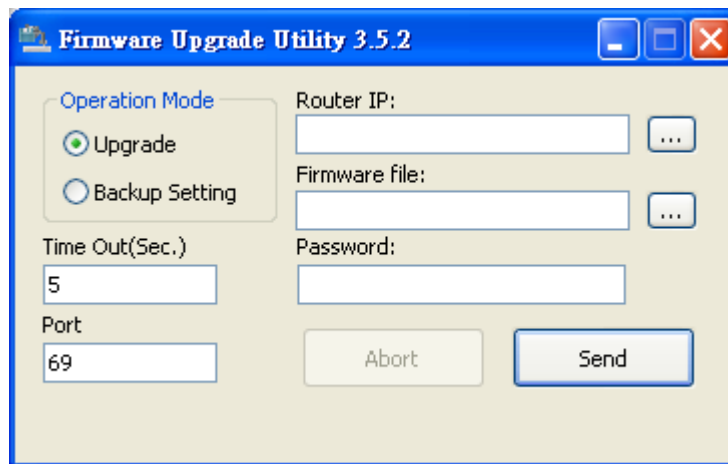 Firmware Upgrade Utility 3.5.2
Operation Mode
Upgrade
Backup Setting
Time Out(Sec.)
5
Port
69
Router IP:
...
Firmware file:
...
Password:
Abort
Send